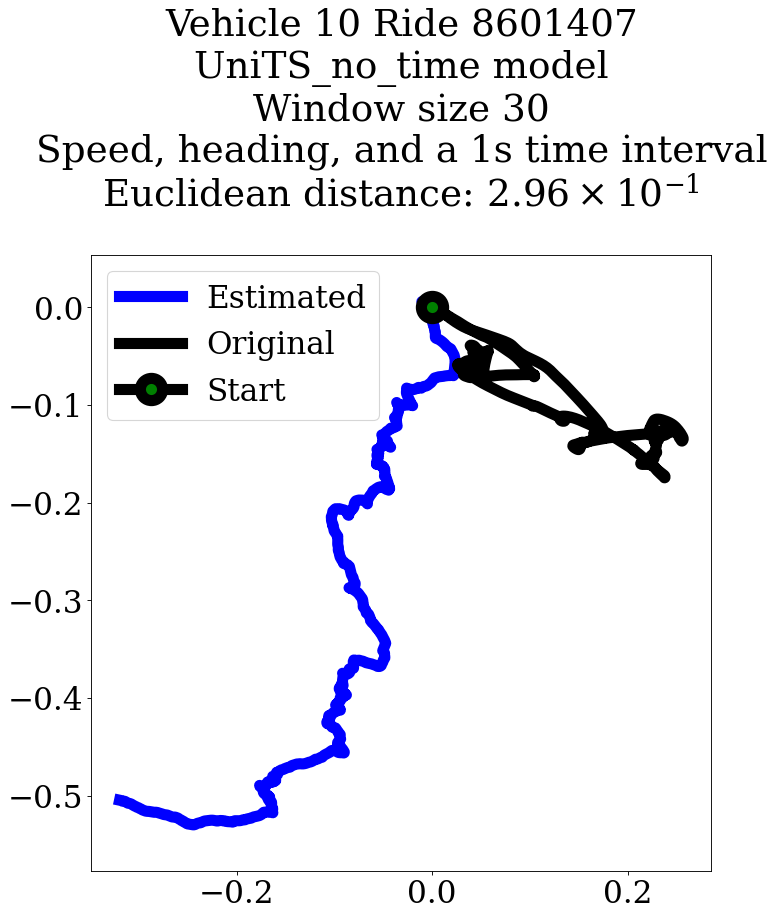 Vehicle 10 Ride 8601407
UniTS_no_time model
Window size 30
Speed, heading, and a 1s time interval
Euclidean distance: 2.96 × 10⁻¹
Estimated
Original
Start
0.0
−0.1
−0.2
−0.3
−0.4
−0.5
−0.2 0.0 0.2